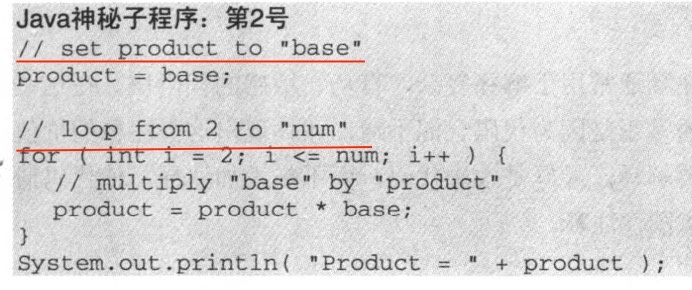 Java神秘子程序：第2号
// set product to "base"
product = base;
// loop from 2 to "num"
for ( int i = 2; i <= num; i++ ) {
// multiply "base" by "product"
product = product * base;
}
System.out.println( "Product = " + product );